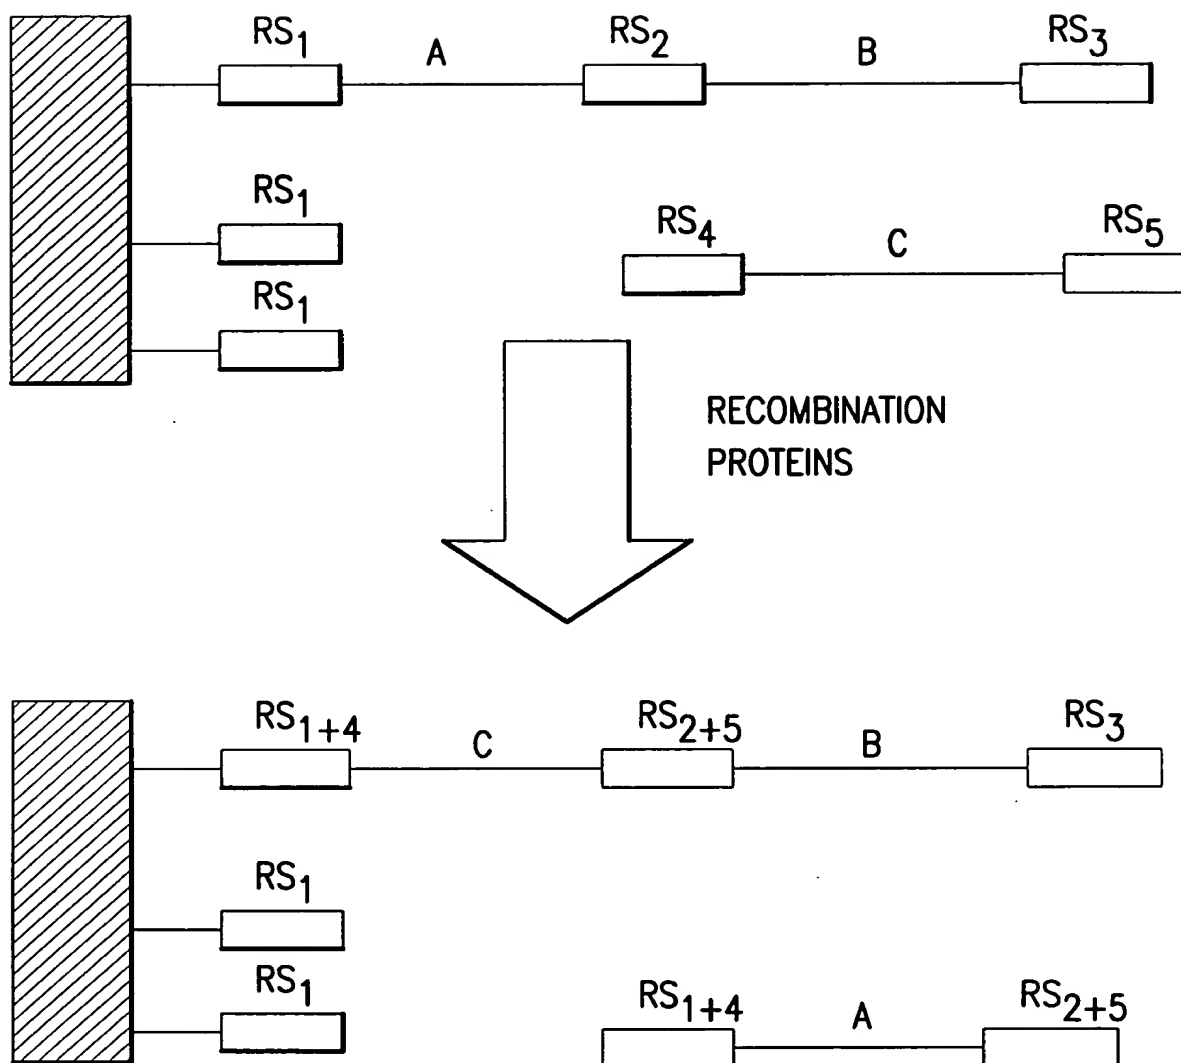 RS1 A RS2 B RS3
RS1
RS4 C RS5
RS1
RECOMBINATION
PROTEINS
RS1+4 C RS2+5 B RS3
RS1
RS1
RS1+4 A RS2+5